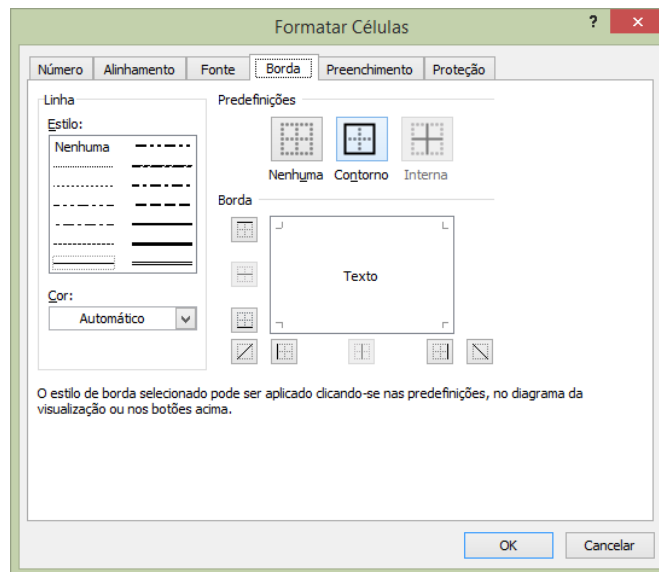 Formatar Células
?
×
Número
Alinhamento
Fonte
Borda
Preenchimento
Proteção
Linha
Estilo:
Nenhuma
Cor:
Automático
Predefinições
Nenhuma
Contorno
Interna
Borda
Texto
O estilo de borda selecionado pode ser aplicado clicando-se nas predefinições, no diagrama da
visualização ou nos botões acima.
OK
Cancelar